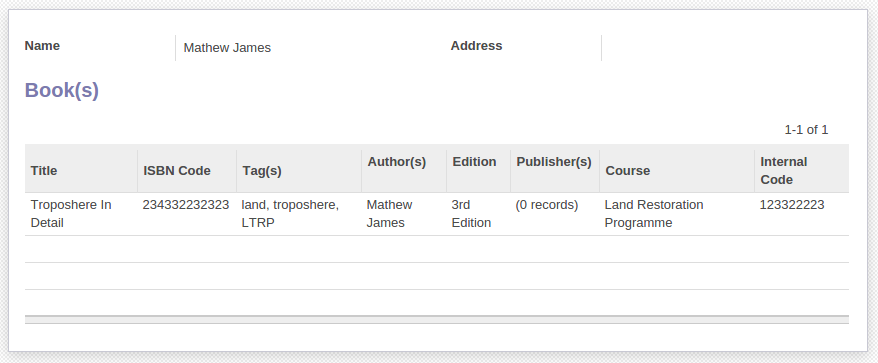 Name Mathew James Address
Book(s)
1-1 of 1
Title ISBN Code Tag(s) Author(s) Edition Publisher(s) Course Internal Code
Troposhere In Detail 234332232323 land, troposhere, LTRP Mathew James 3rd Edition (0 records) Land Restoration Programme 123322223